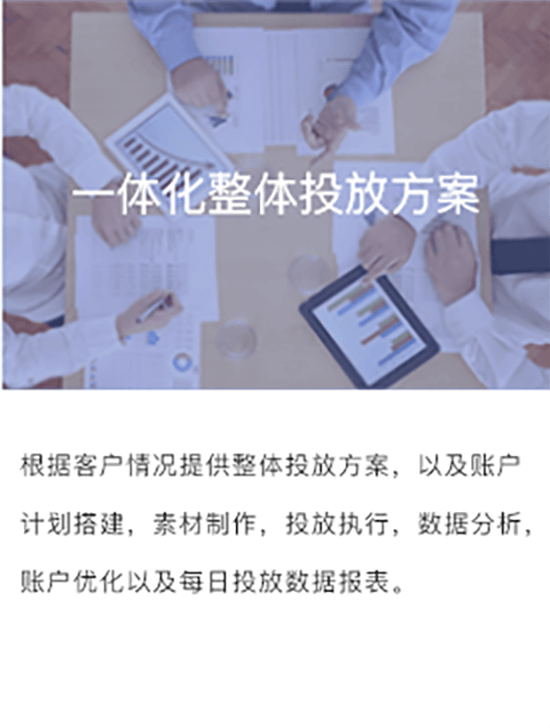 一体化整体投放方案
根据客户情况提供整体投放方案，以及账户
计划搭建，素材制作，投放执行，数据分析，
账户优化以及每日投放数据报表。